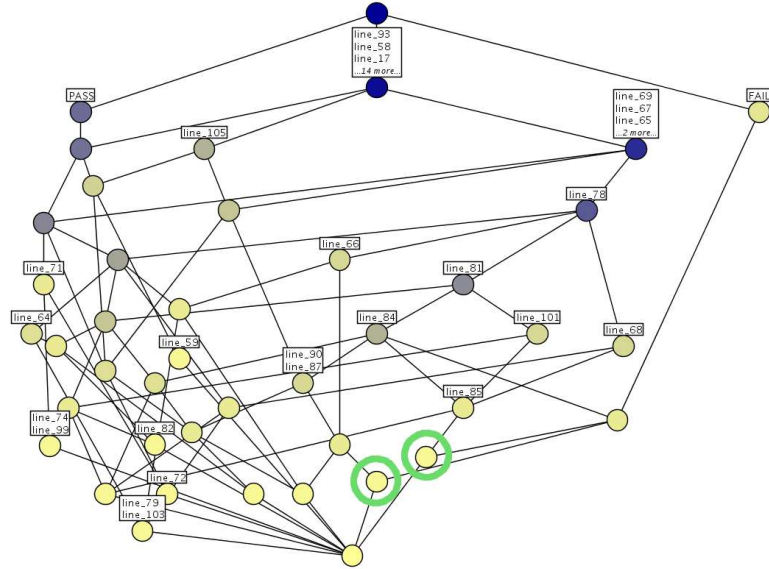 line_93
line_58
line_17
...14 more...
PASS
FAIL
line_69
line_67
line_65
...2 more...
line_105
line_78
line_66
line_71
line_81
line_64
line_84
line_101
line_68
line_59
line_90
line_87
line_85
line_74
line_99
line_82
line_72
line_79
line_103